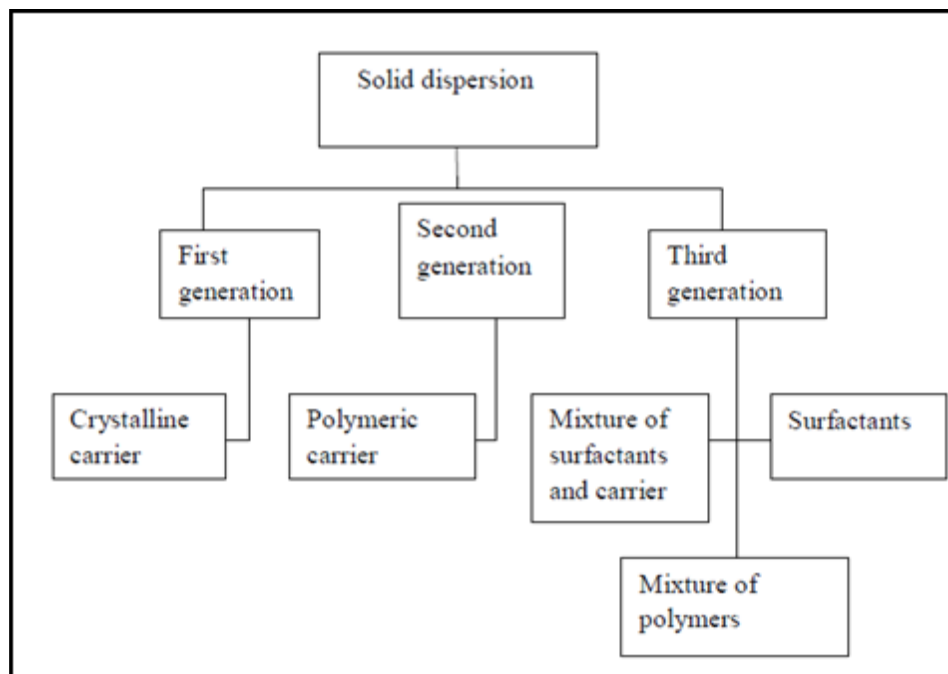 Solid dispersion
First
generation
Second
generation
Third
generation
Crystalline
carrier
Polymeric
carrier
Mixture of
surfactants
and carrier
Surfactants
Mixture of
polymers